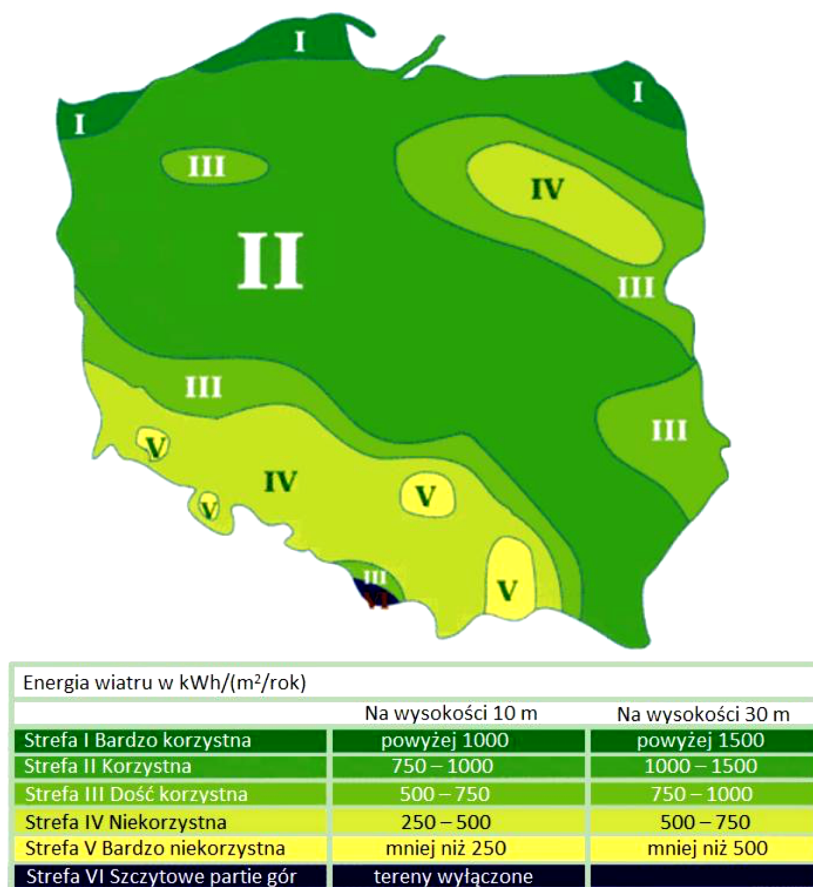 I
I
I
III
IV
II
III
III
III
V
IV
V
V
III
VI
V
Energia wiatru w kWh/(m²/rok)
Na wysokości 10 m Na wysokości 30 m
Strefa I Bardzo korzystna powyżej 1000 powyżej 1500
Strefa II Korzystna 750 – 1000 1000 – 1500
Strefa III Dość korzystna 500 – 750 750 – 1000
Strefa IV Niekorzystna 250 – 500 500 – 750
Strefa V Bardzo niekorzystna mniej niż 250 mniej niż 500
Strefa VI Szczytowe partie gór tereny wyłączone